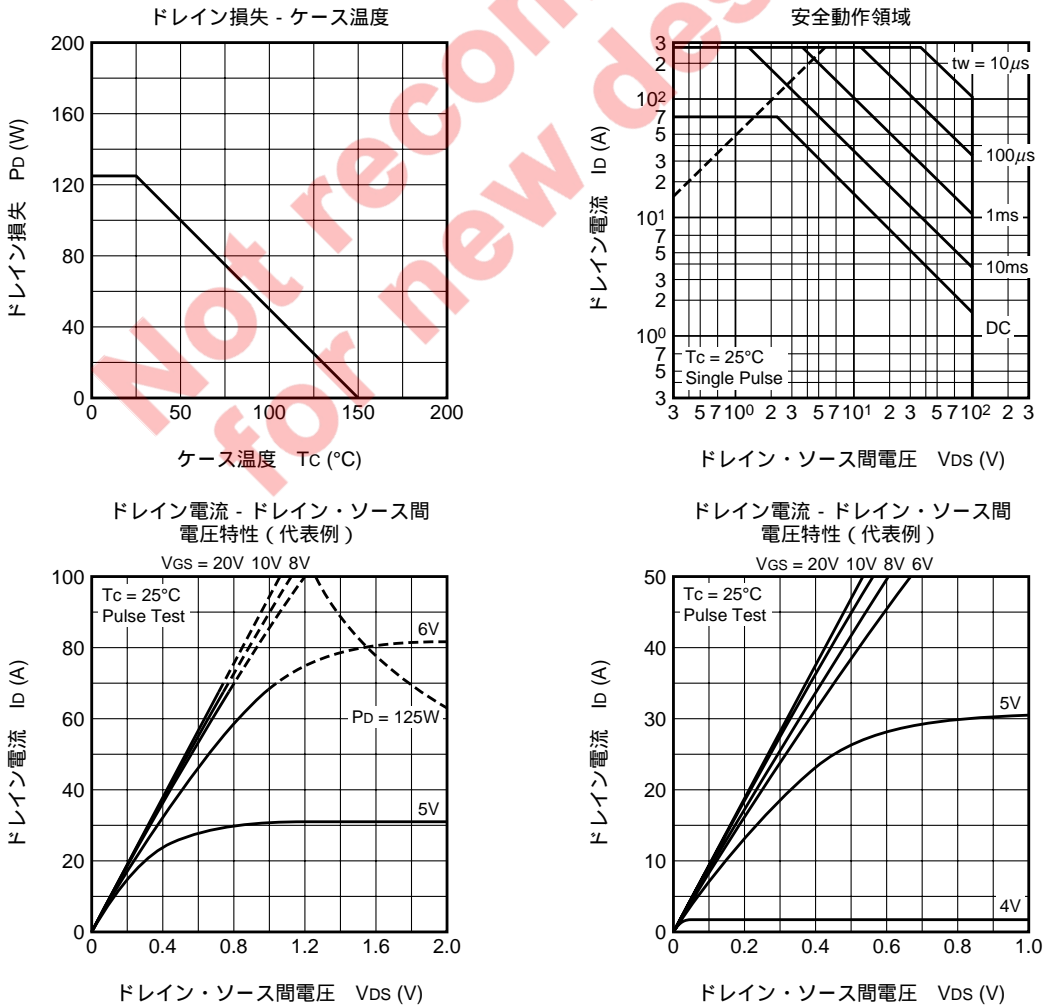 ドレイン損失 - ケース温度
200
160
120
80
40
0
0 50 100 150 200
ドレイン損失 PD (W)
ケース温度 Tc (°C)
安全動作領域
3
2
10²
7
5
3
2
10¹
7
5
3
2
10⁰
7
5
3
3 5 7 10⁰ 2 3 5 7 10¹ 2 3 5 7 10² 2 3
tw = 10μs
100μs
1ms
10ms
DC
Tc = 25°C
Single Pulse
ドレイン電流 ID (A)
ドレイン・ソース間電圧 VDS (V)
ドレイン電流 - ドレイン・ソース間
電圧特性(代表例)
VGS = 20V 10V 8V
100
80
60
40
20
0
0 0.4 0.8 1.2 1.6 2.0
Tc = 25°C
Pulse Test
6V
PD = 125W
5V
ドレイン電流 ID (A)
ドレイン・ソース間電圧 VDS (V)
ドレイン電流 - ドレイン・ソース間
電圧特性(代表例)
VGS = 20V 10V 8V 6V
50
40
30
20
10
0
0 0.2 0.4 0.6 0.8 1.0
Tc = 25°C
Pulse Test
5V
4V
ドレイン電流 ID (A)
ドレイン・ソース間電圧 VDS (V)
Not
for new